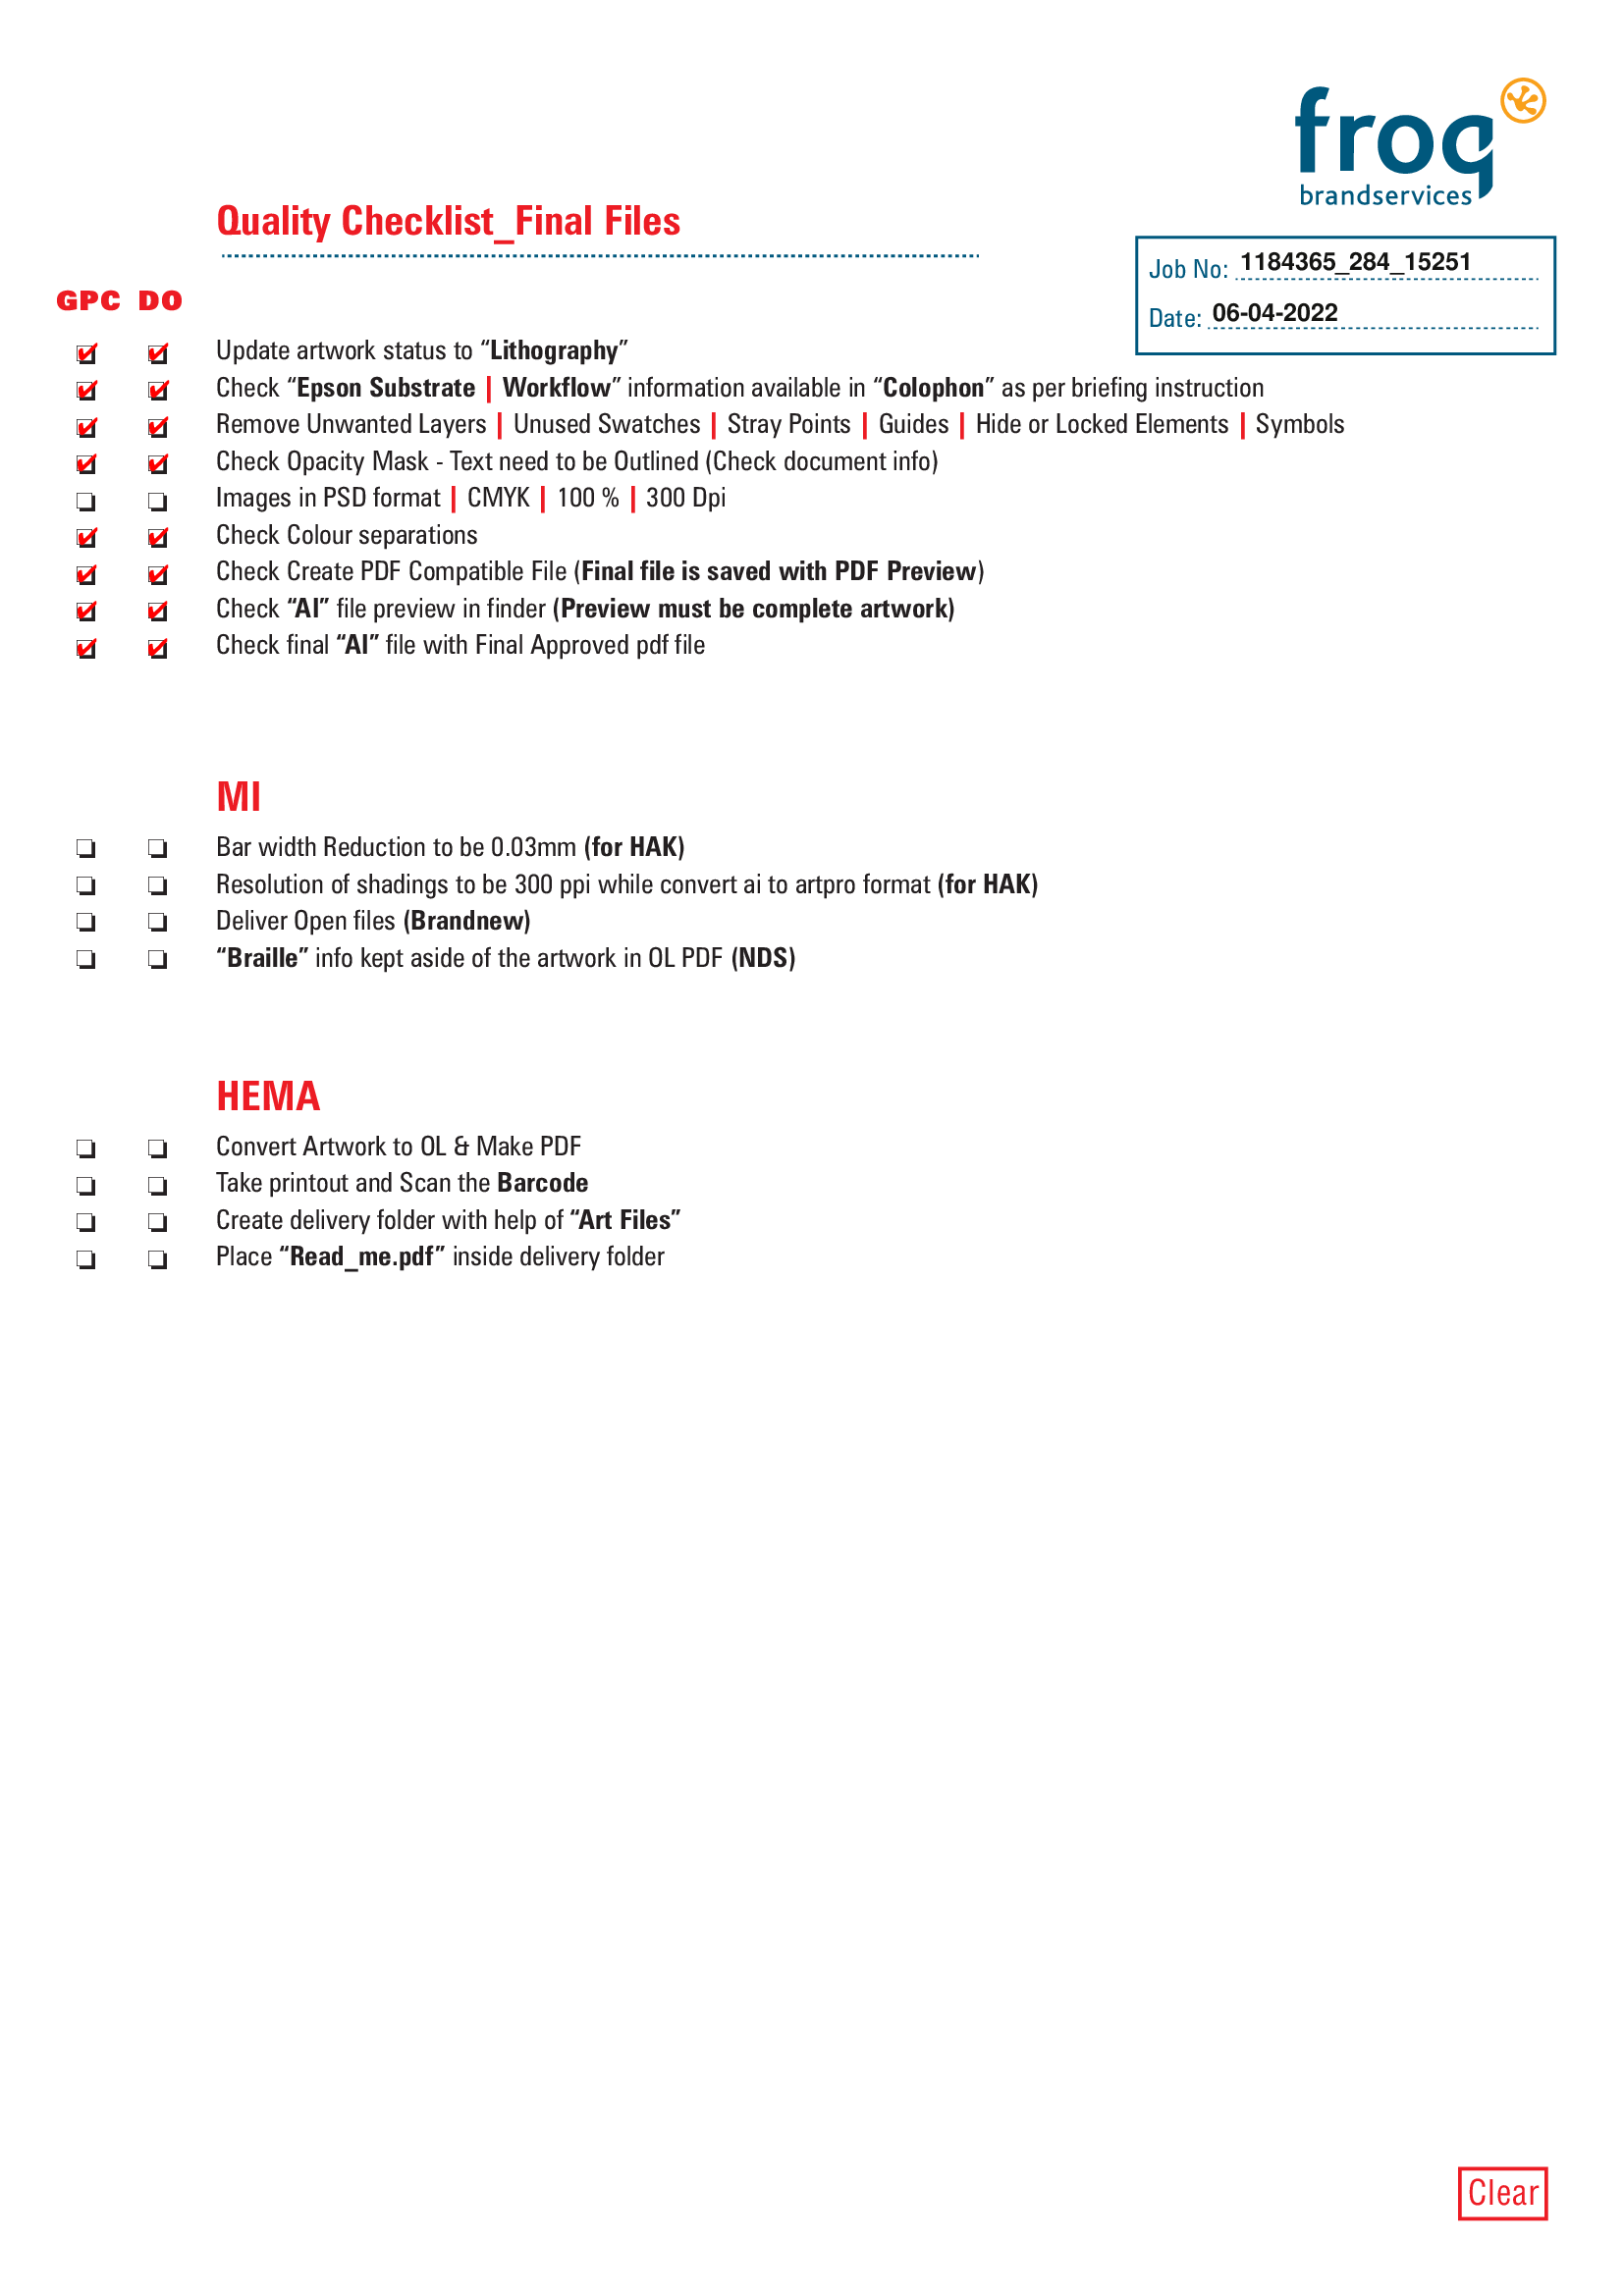 froq
brandservices
Quality Checklist_Final Files
Job No: 1184365_284_15251
Date: 06-04-2022
GPC DO
Update artwork status to “Lithography”
Check “Epson Substrate | Workflow” information available in “Colophon” as per briefing instruction
Remove Unwanted Layers | Unused Swatches | Stray Points | Guides | Hide or Locked Elements | Symbols
Check Opacity Mask - Text need to be Outlined (Check document info)
Images in PSD format | CMYK | 100 % | 300 Dpi
Check Colour separations
Check Create PDF Compatible File (Final file is saved with PDF Preview)
Check “AI” file preview in finder (Preview must be complete artwork)
Check final “AI” file with Final Approved pdf file
MI
Bar width Reduction to be 0.03mm (for HAK)
Resolution of shadings to be 300 ppi while convert ai to artpro format (for HAK)
Deliver Open files (Brandnew)
“Braille” info kept aside of the artwork in OL PDF (NDS)
HEMA
Convert Artwork to OL & Make PDF
Take printout and Scan the Barcode
Create delivery folder with help of “Art Files”
Place “Read_me.pdf” inside delivery folder
Clear